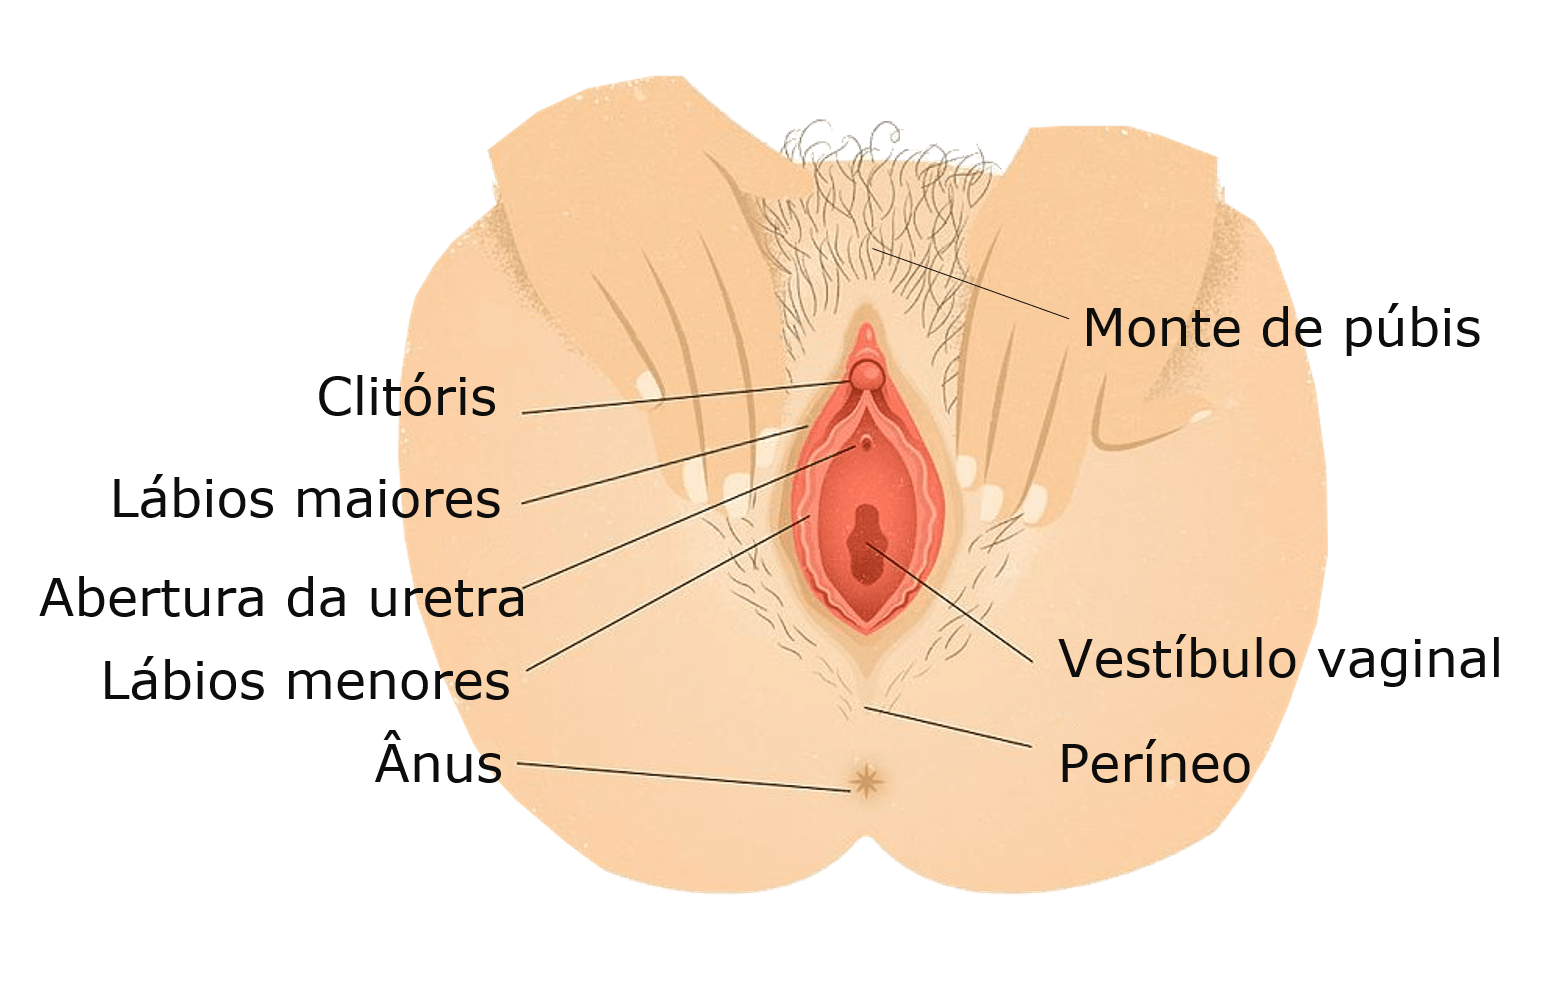 Monte de púbis
Clitóris
Lábios maiores
Abertura da uretra
Vestíbulo vaginal
Lábios menores
Ânus
Períneo